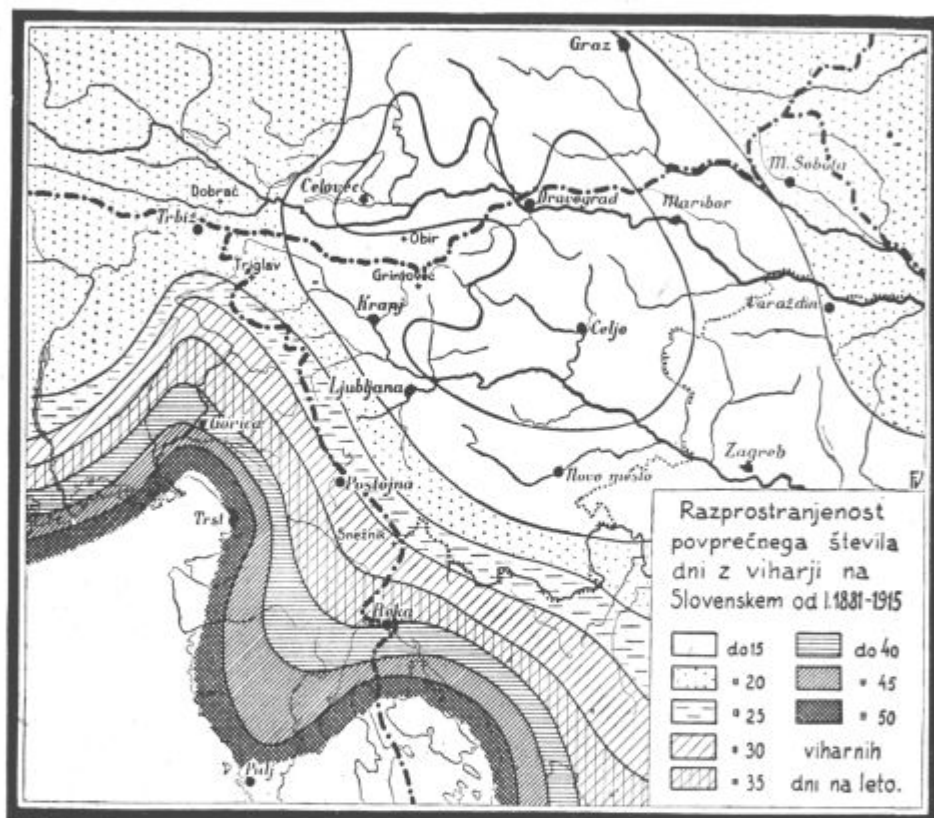 Graz
M. Sobota
Dobrač
Celovec
Dravograd
Maribor
Trbiž
Obir
Triglav
Grintovec
Kranj
Celje
Varaždin
Ljubljana
Gorica
Zagreb
Postojna
Novo mesto
Trst
Snežnik
Reka
Pulj
Razprostranjenost
povprečnega števila
dni z viharji na
Slovenskem od l.1881-1915
do 15 do 40
" 20 " 45
" 25 " 50
" 30 viharnih
" 35 dni na leto.